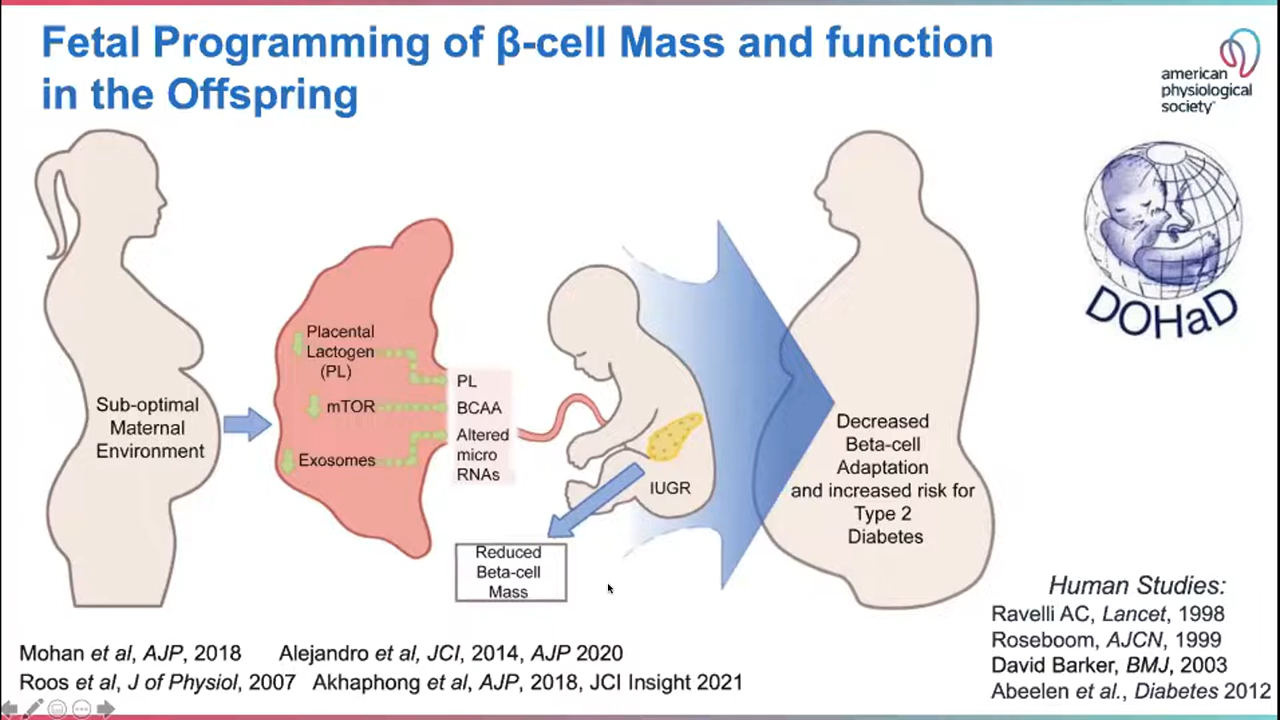 Fetal Programming of β-cell Mass and function
in the Offspring
american
physiological
society
DOHaD
Sub-optimal
Maternal
Environment
Placental
Lactogen
(PL)
mTOR
Exosomes
PL
BCAA
Altered
micro
RNAs
IUGR
Reduced
Beta-cell
Mass
Decreased
Beta-cell
Adaptation
and increased risk for
Type 2
Diabetes
Human Studies:
Ravelli AC, Lancet, 1998
Roseboom, AJCN, 1999
David Barker, BMJ, 2003
Abeelen et al., Diabetes 2012
Mohan et al, AJP, 2018 Alejandro et al, JCI, 2014, AJP 2020
Roos et al, J of Physiol, 2007 Akhaphong et al, AJP, 2018, JCI Insight 2021